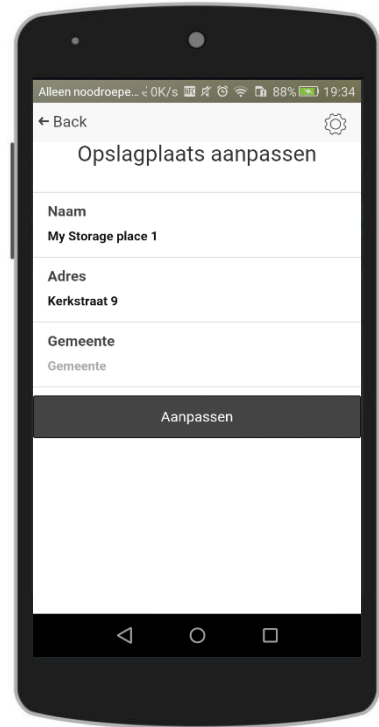 Alleen noodroepe... 0K/s 88% 19:34
← Back
Opslagplaats aanpassen
Naam
My Storage place 1
Adres
Kerkstraat 9
Gemeente
Gemeente
Aanpassen